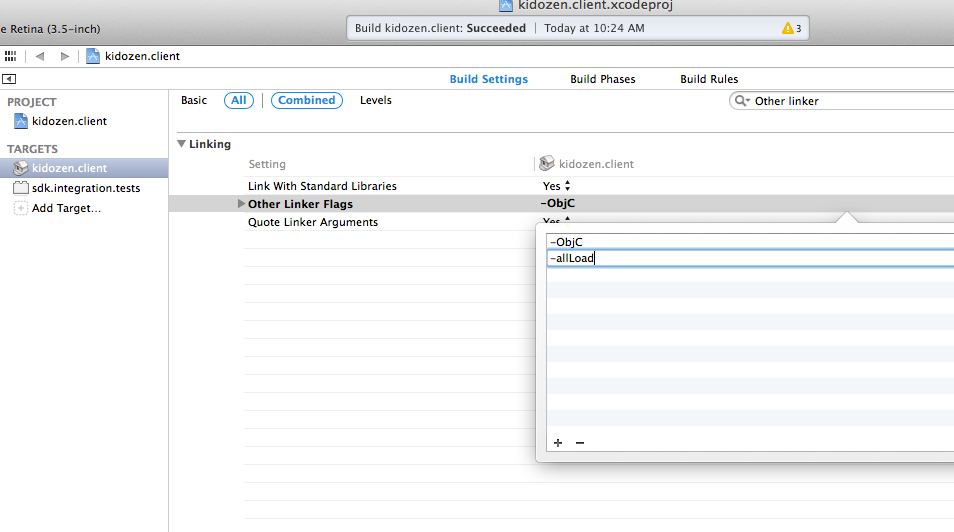 kidozen.client.xcodeproj
e Retina (3.5-inch)
Build kidozen.client: Succeeded | Today at 10:24 AM 3
kidozen.client
Build Settings Build Phases Build Rules
PROJECT
kidozen.client
TARGETS
kidozen.client
sdk.integration.tests
Add Target...
Basic All Combined Levels Other linker
Linking
Setting kidozen.client
Link With Standard Libraries Yes
Other Linker Flags -ObjC
Quote Linker Arguments Yes
-ObjC
-allLoad